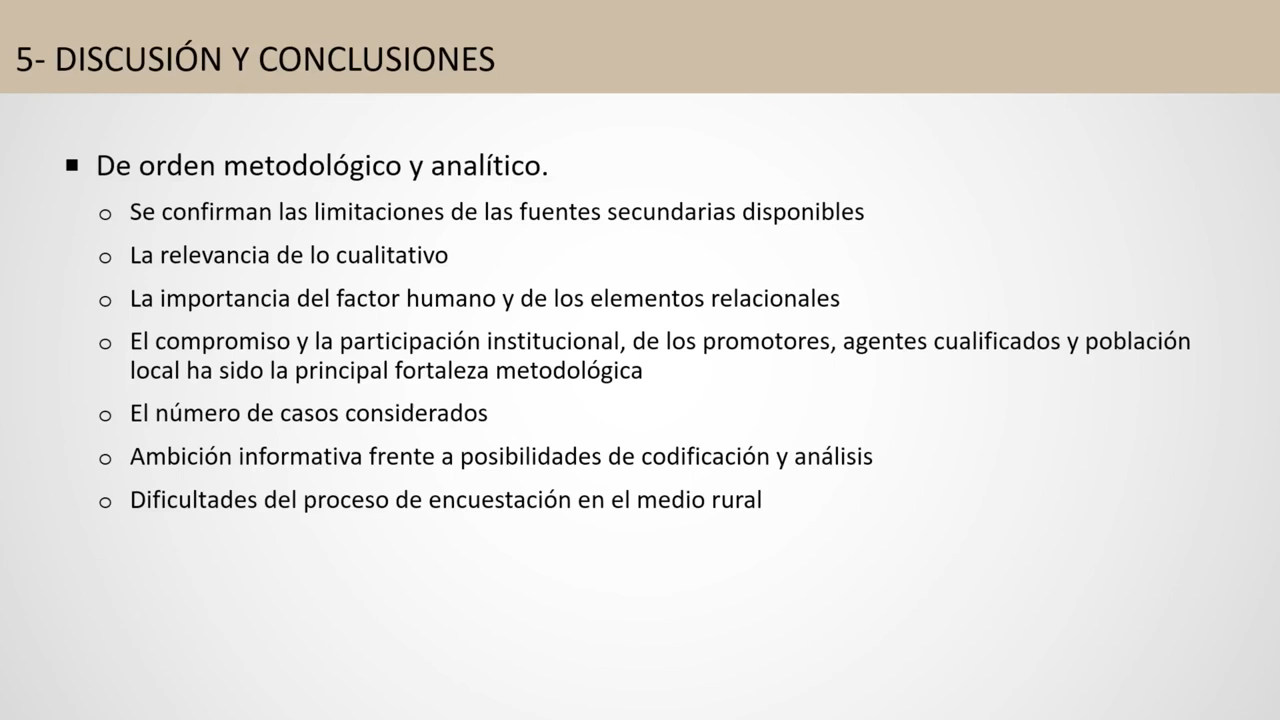 5- DISCUSIÓN Y CONCLUSIONES
▪ De orden metodológico y analítico.
o Se confirman las limitaciones de las fuentes secundarias disponibles
o La relevancia de lo cualitativo
o La importancia del factor humano y de los elementos relacionales
o El compromiso y la participación institucional, de los promotores, agentes cualificados y población
local ha sido la principal fortaleza metodológica
o El número de casos considerados
o Ambición informativa frente a posibilidades de codificación y análisis
o Dificultades del proceso de encuestación en el medio rural